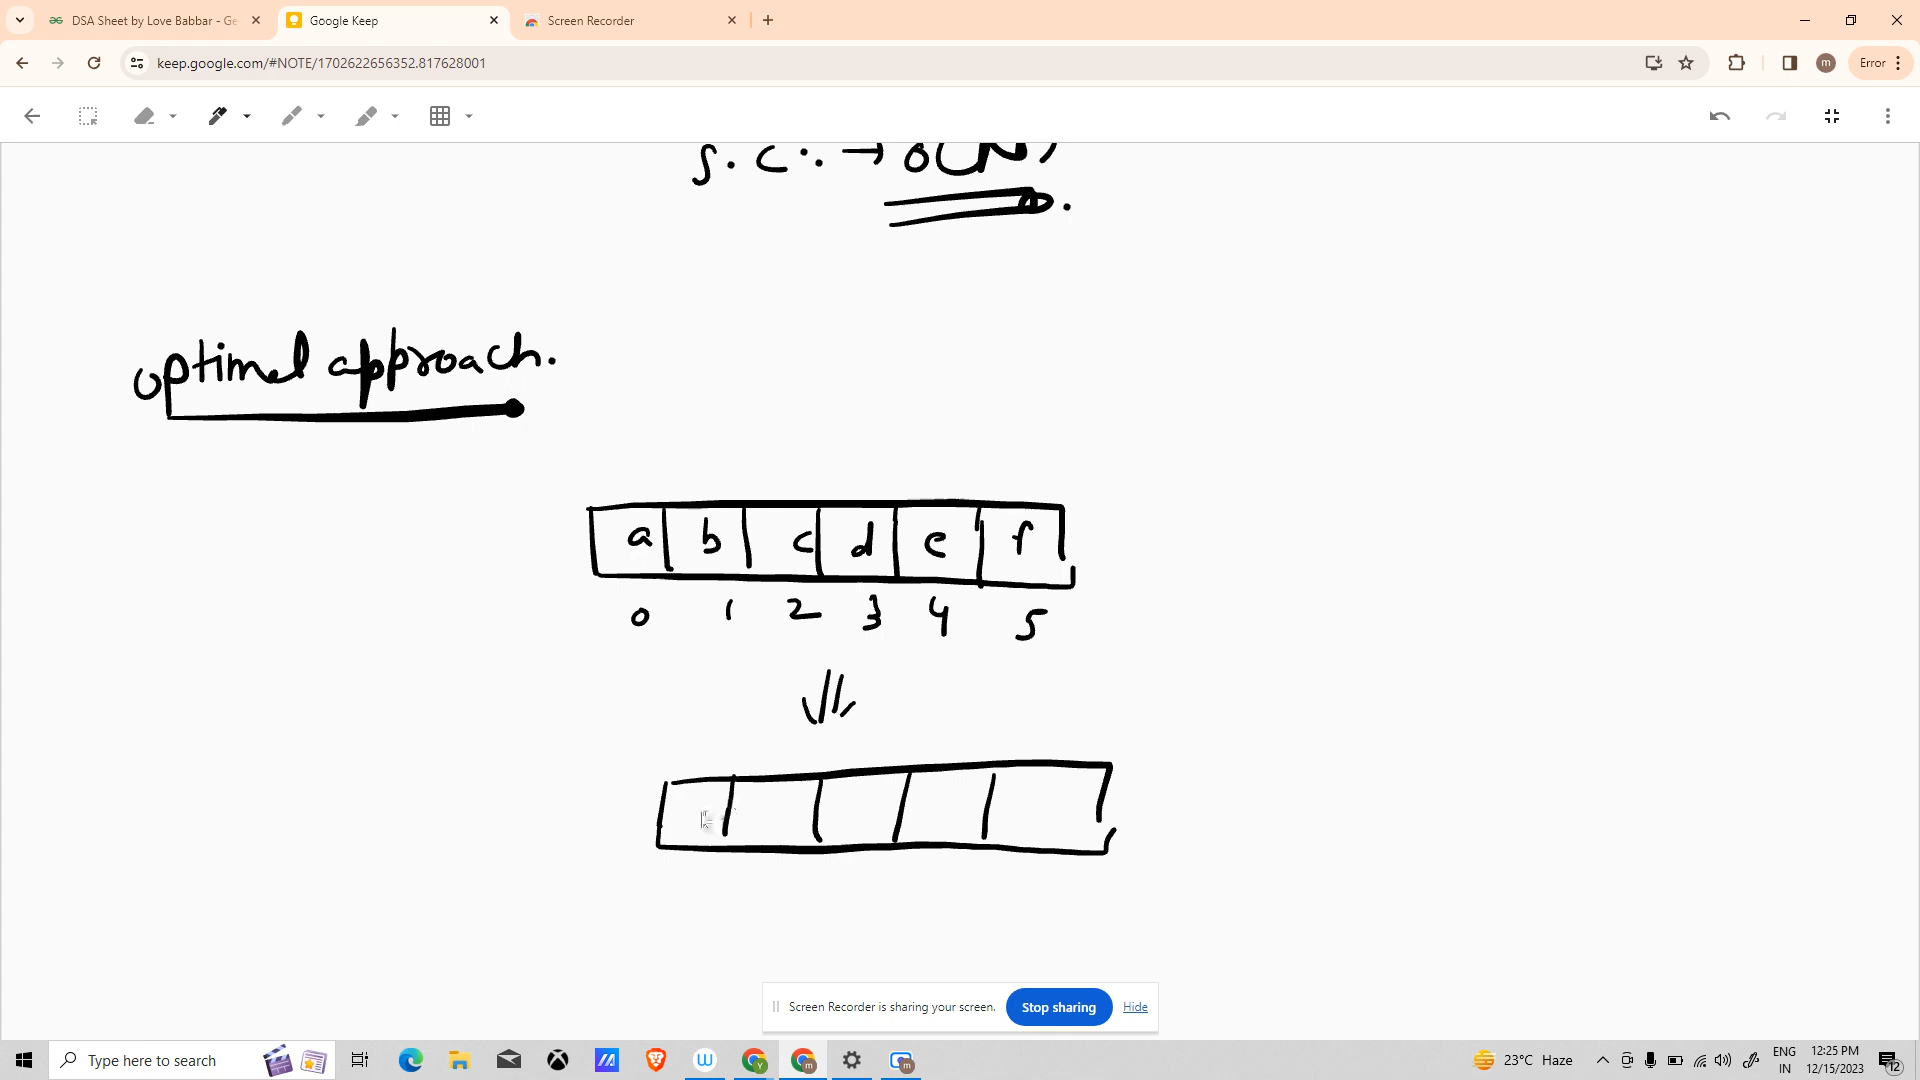 DSA Sheet by Love Babbar - Ge
Google Keep
Screen Recorder
keep.google.com/#NOTE/1702622656352.817628001
m
Error
S.C:. → O(N)
optimal approach.
a b c d e f
0 1 2 3 4 5
Screen Recorder is sharing your screen.
Stop sharing
Hide
Type here to search
23°C Haze
ENG
IN
12:25 PM
12/15/2023
12